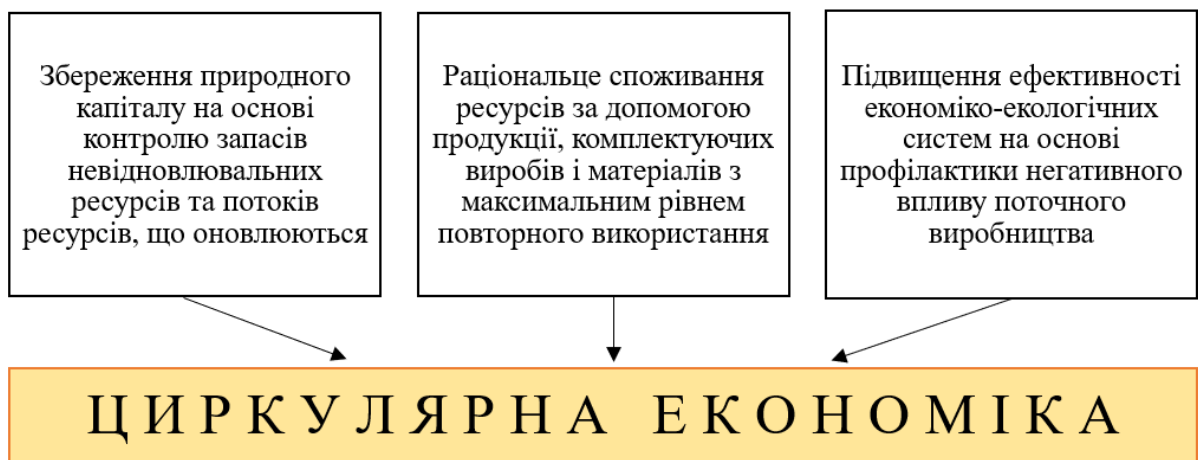 Збереження природного
капіталу на основі
контролю запасів
невідновлювальних
ресурсів та потоків
ресурсів, що оновлюються
Раціональце споживання
ресурсів за допомогою
продукції, комплектуючих
виробів і матеріалів з
максимальним рівнем
повторного використання
Підвищення ефективності
економіко-екологічних
систем на основі
профілактики негативного
впливу поточного
виробництва
ЦИРКУЛЯРНА ЕКОНОМІКА